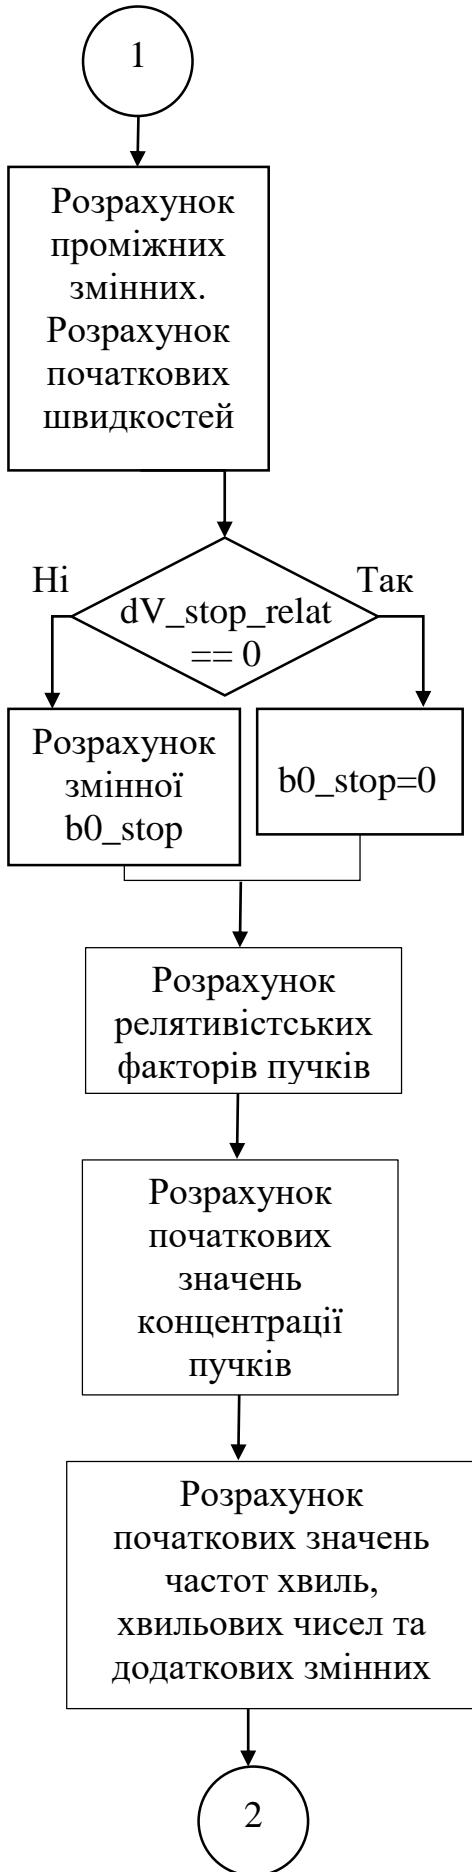 1
Розрахунок
проміжних
змінних.
Розрахунок
початкових
швидкостей
Ні
Так
dV_stop_relat
== 0
Розрахунок
змінної
b0_stop
b0_stop=0
Розрахунок
релятивістських
факторів пучків
Розрахунок
початкових
значень
концентрації
пучків
Розрахунок
початкових значень
частот хвиль,
хвильових чисел та
додаткових змінних
2